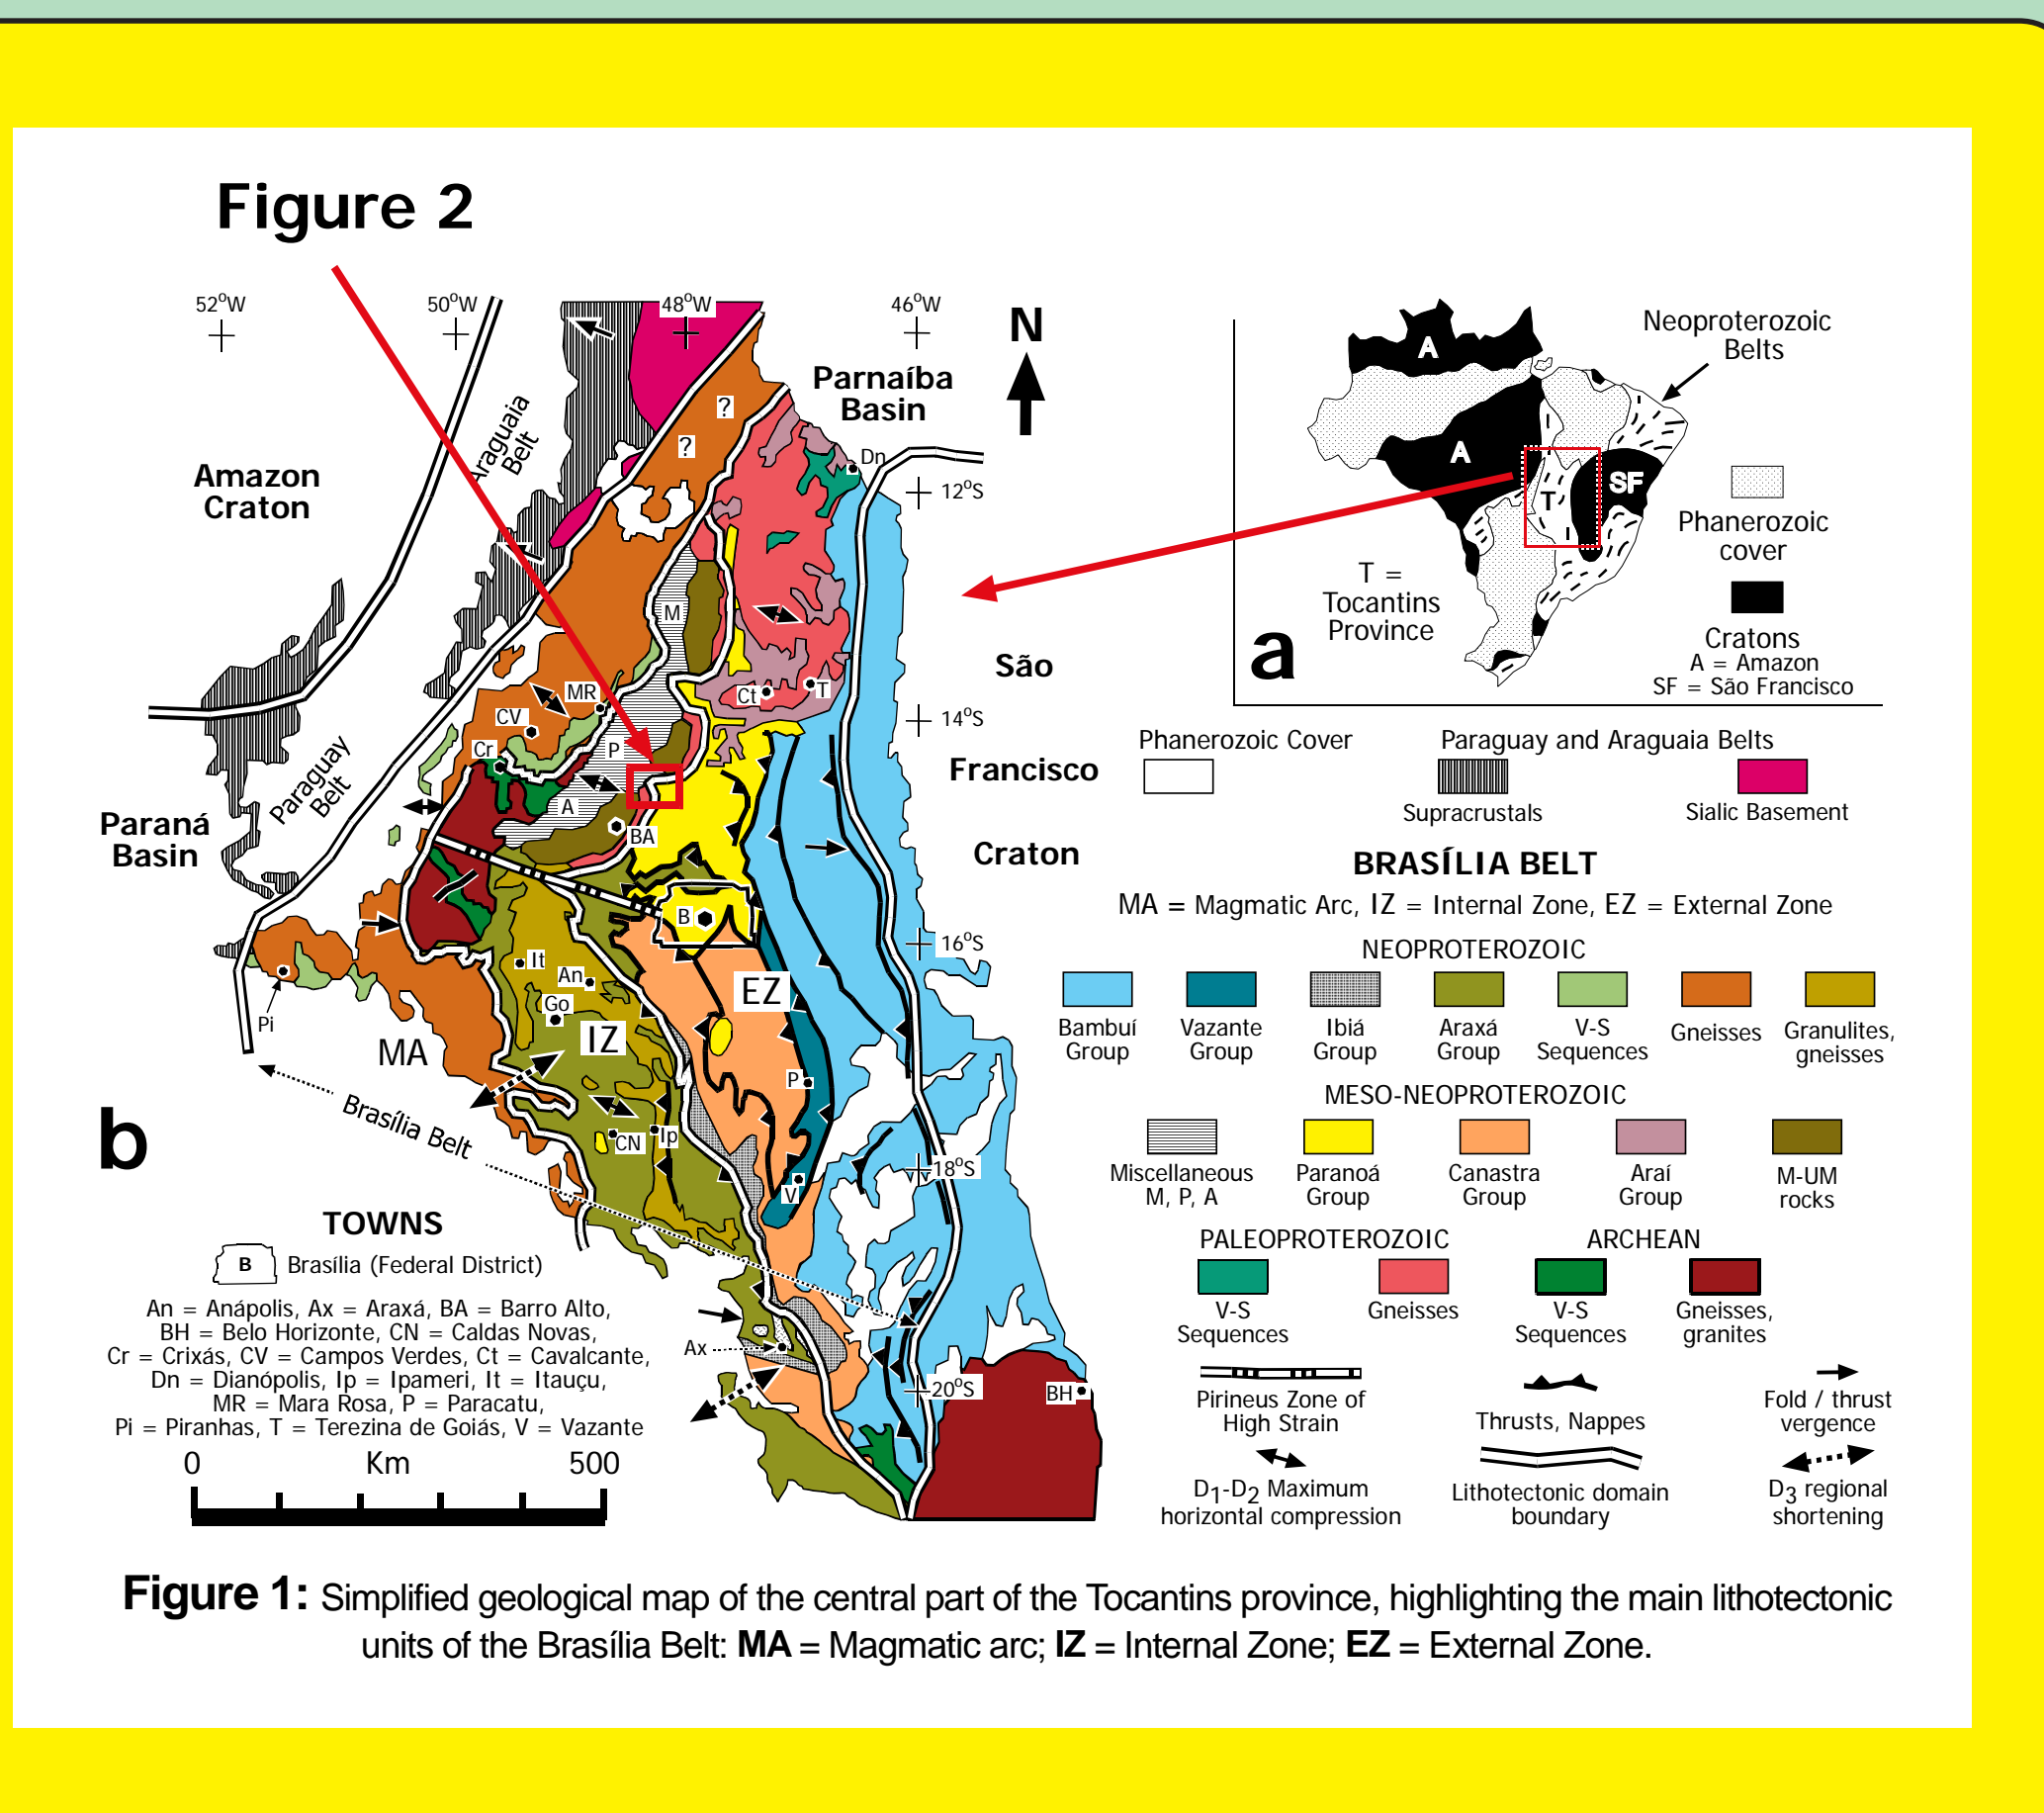 Figure 2
52°W
50°W
48°W
46°W
N
Parnaíba
Basin
Amazon
Craton
Araguaia
Belt
?
?
Dn
12°S
M
São
Ct
T
MR
CV
14°S
Cr
P
Francisco
Paraguay
Belt
A
Paraná
Basin
BA
Craton
B
16°S
It
An
EZ
Go
Pi
IZ
MA
P
Brasília Belt
b
CN
Ip
18°S
V
TOWNS
B
Brasília (Federal District)
An = Anápolis, Ax = Araxá, BA = Barro Alto,
BH = Belo Horizonte, CN = Caldas Novas,
Cr = Crixás, CV = Campos Verdes, Ct = Cavalcante,
Dn = Dianópolis, Ip = Ipameri, It = Itauçu,
MR = Mara Rosa, P = Paracatu,
Pi = Piranhas, T = Terezina de Goiás, V = Vazante
Ax
20°S
BH
0 Km 500
A
Neoproterozoic
Belts
A
SF
T
Phanerozoic
cover
T =
Tocantins
Province
a
Cratons
A = Amazon
SF = São Francisco
Phanerozoic Cover
Paraguay and Araguaia Belts
Supracrustals
Sialic Basement
BRASÍLIA BELT
MA = Magmatic Arc, IZ = Internal Zone, EZ = External Zone
NEOPROTEROZOIC
Bambuí
Group
Vazante
Group
Ibiá
Group
Araxá
Group
V-S
Sequences
Gneisses
Granulites,
gneisses
MESO-NEOPROTEROZOIC
Miscellaneous
M, P, A
Paranoá
Group
Canastra
Group
Araí
Group
M-UM
rocks
PALEOPROTEROZOIC
ARCHEAN
V-S
Sequences
Gneisses
V-S
Sequences
Gneisses,
granites
Pirineus Zone of
High Strain
Thrusts, Nappes
Fold / thrust
vergence
D1-D2 Maximum
horizontal compression
Lithotectonic domain
boundary
D3 regional
shortening
Figure 1: Simplified geological map of the central part of the Tocantins province, highlighting the main lithotectonic
units of the Brasília Belt: MA = Magmatic arc; IZ = Internal Zone; EZ = External Zone.